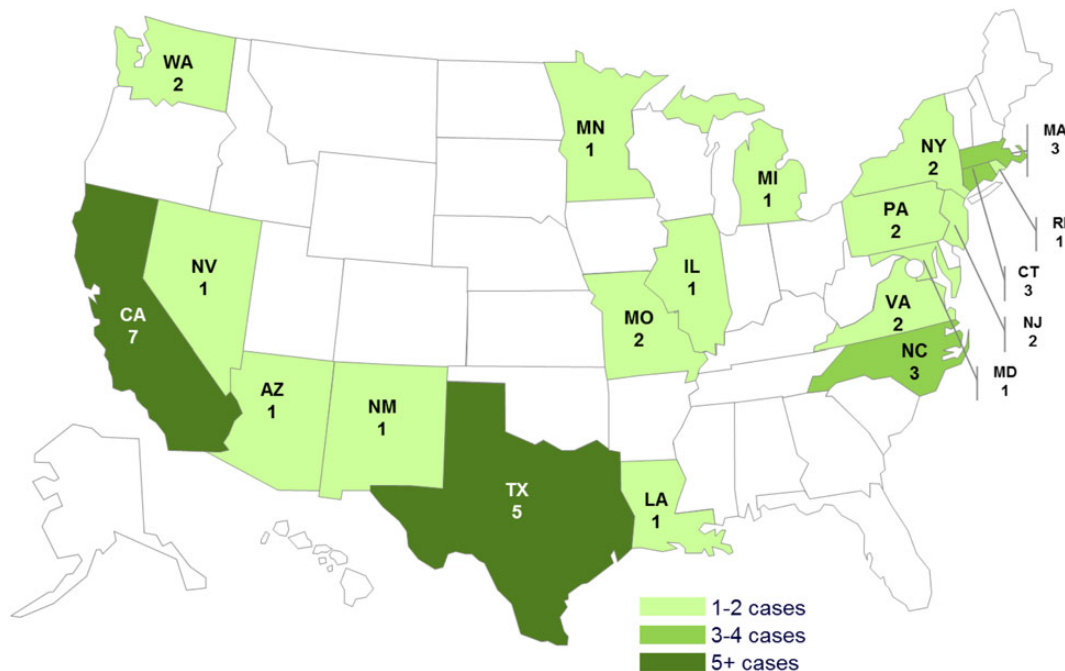 WA
2
MN
1
MI
1
NY
2
MA
3
PA
2
RI
1
NV
1
IL
1
CT
3
CA
7
MO
2
VA
2
NJ
2
NC
3
MD
1
AZ
1
NM
1
TX
5
LA
1
1-2 cases
3-4 cases
5+ cases